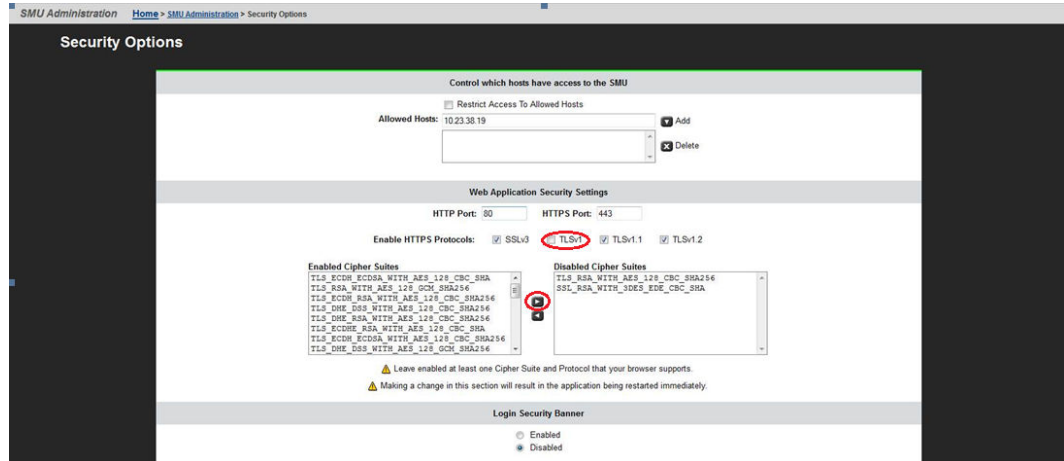 SMU Administration Home > SMU Administration > Security Options
Security Options
Control which hosts have access to the SMU
Restrict Access To Allowed Hosts
Allowed Hosts: 10.23.38.19 Add
Delete
Web Application Security Settings
HTTP Port: 80 HTTPS Port: 443
Enable HTTPS Protocols: SSLv3 TLSv1 TLSv1.1 TLSv1.2
Enabled Cipher Suites Disabled Cipher Suites
TLS_ECDH_ECDSA_WITH_AES_128_CBC_SHA TLS_RSA_WITH_AES_128_CBC_SHA256
TLS_RSA_WITH_AES_128_GCM_SHA256 SSL_RSA_WITH_3DES_EDE_CBC_SHA
TLS_ECDH_RSA_WITH_AES_128_CBC_SHA256
TLS_DHE_DSS_WITH_AES_128_CBC_SHA256
TLS_DHE_RSA_WITH_AES_128_CBC_SHA
TLS_ECDHE_RSA_WITH_AES_128_CBC_SHA
TLS_ECDH_ECDSA_WITH_AES_128_CBC_SHA256
TLS_DHE_DSS_WITH_AES_128_GCM_SHA256
Leave enabled at least one Cipher Suite and Protocol that your browser supports.
Making a change in this section will result in the application being restarted immediately.
Login Security Banner
Enabled
Disabled